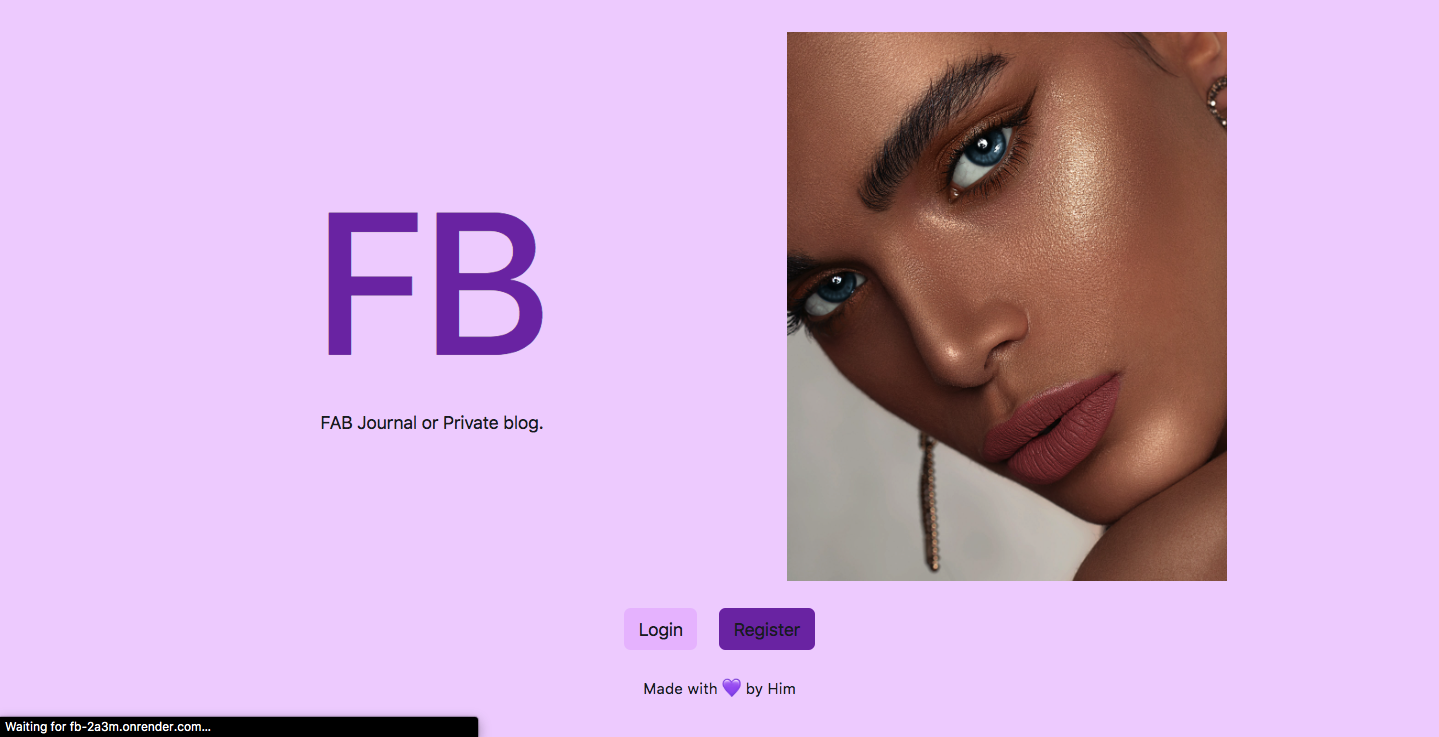 FB
FAB Journal or Private blog.
Login
Register
Made with 💜 by Him
Waiting for fb-2a3m.onrender.com...